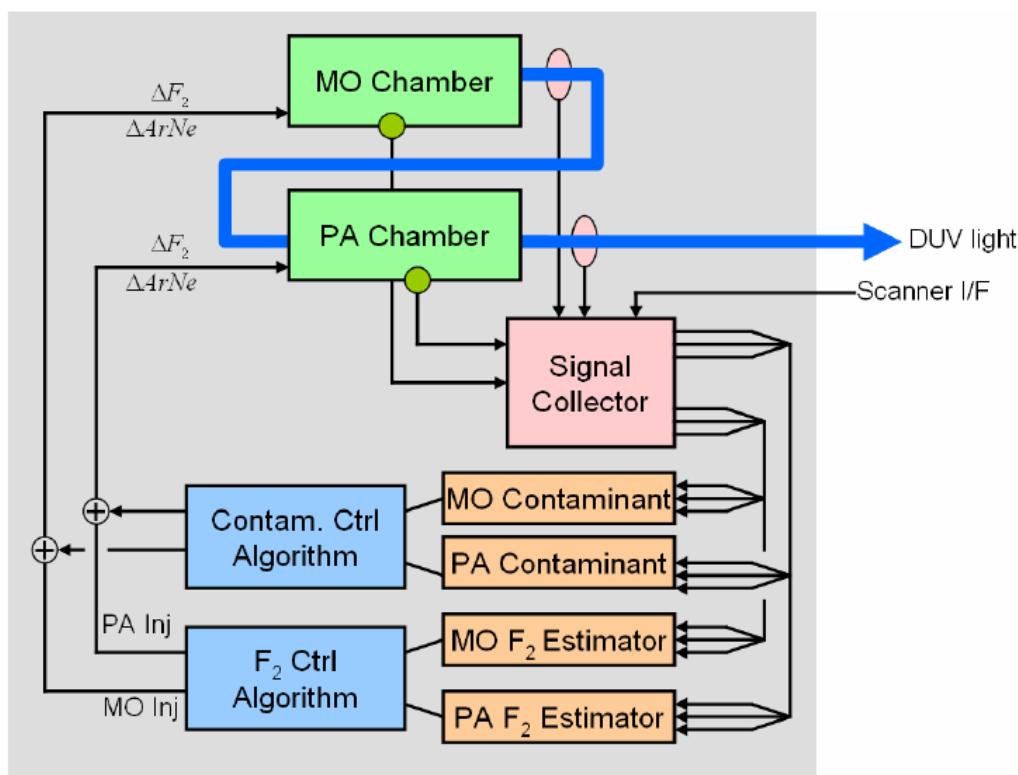 MO Chamber
ΔF₂
ΔArNe
PA Chamber
DUV light
ΔF₂
ΔArNe
Scanner I/F
Signal
Collector
MO Contaminant
Contam. Ctrl
Algorithm
PA Contaminant
+
+
PA Inj
MO F₂ Estimator
F₂ Ctrl
Algorithm
MO Inj
PA F₂ Estimator